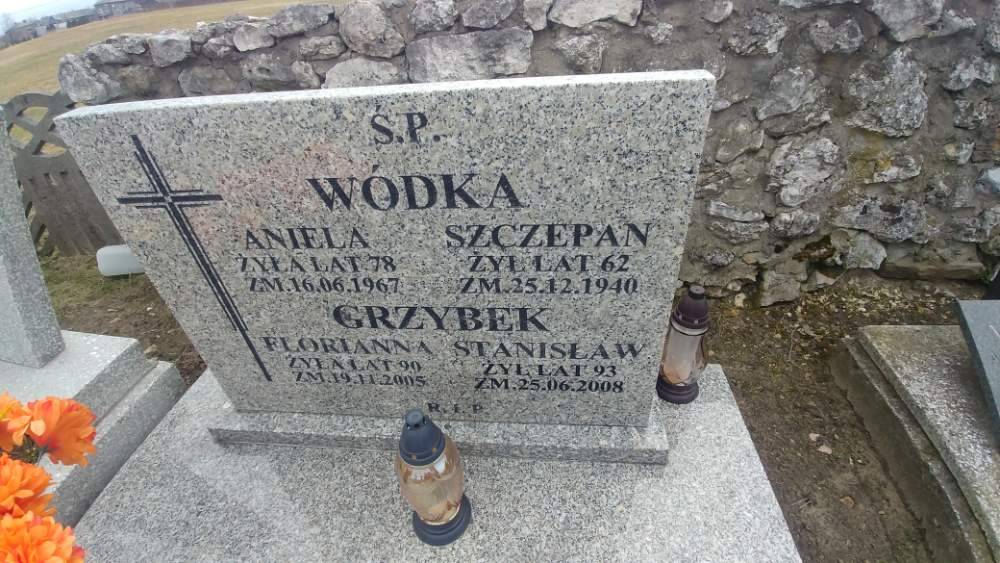 Ś.P.
WÓDKA
ANIELA SZCZEPAN
ŻYŁA LAT 78 ŻYŁ LAT 62
ZM.16.06.1967 ZM.25.12.1940
GRZYBEK
FLORIANNA STANISŁAW
ŻYŁA LAT 90 ŻYŁ LAT 93
ZM.19.11.2005 ZM.25.06.2008
R.I.P.